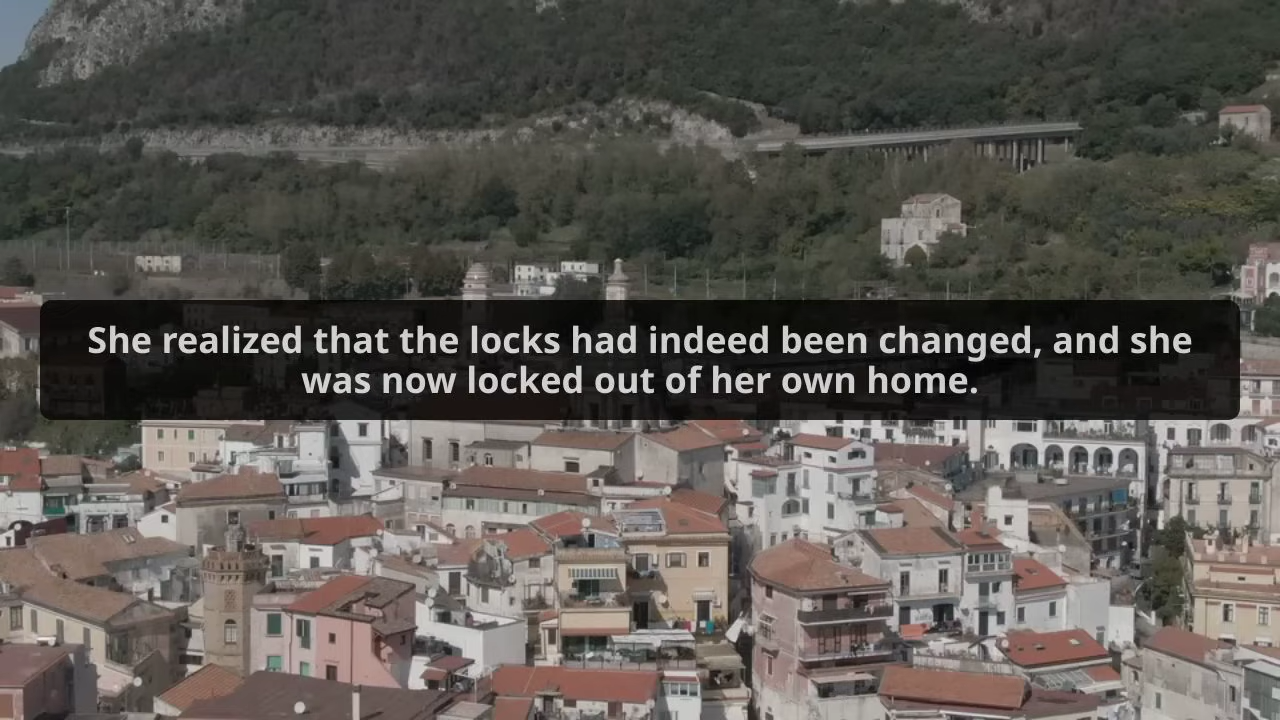 She realized that the locks had indeed been changed, and she
was now locked out of her own home.